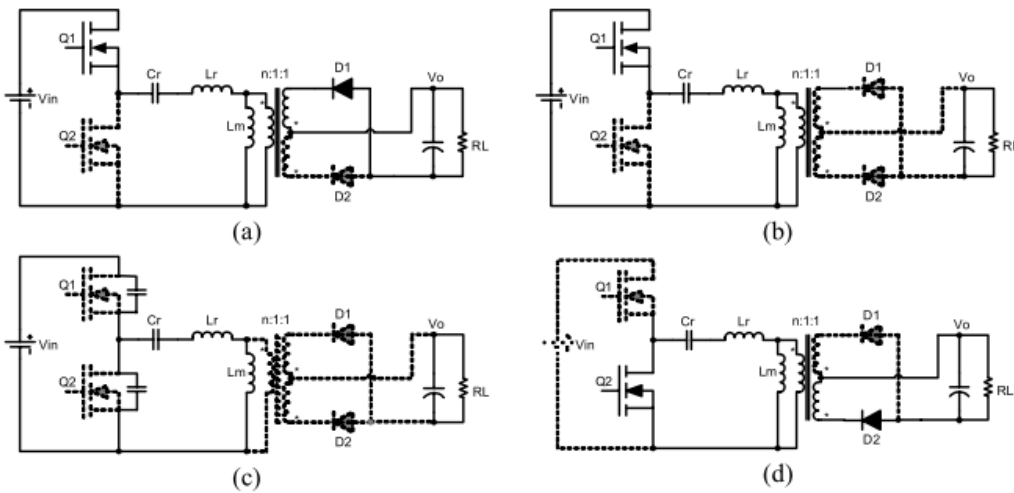 Q1
Cr
Lr
n:1:1
D1
Vo
Vin
Q2
Lm
RL
D2
(a)
Q1
Cr
Lr
n:1:1
D1
Vo
Vin
Q2
Lm
RL
D2
(b)
Q1
Cr
Lr
n:1:1
D1
Vo
Vin
Q2
Lm
RL
D2
(c)
Q1
Cr
Lr
n:1:1
D1
Vo
Vin
Q2
Lm
RL
D2
(d)